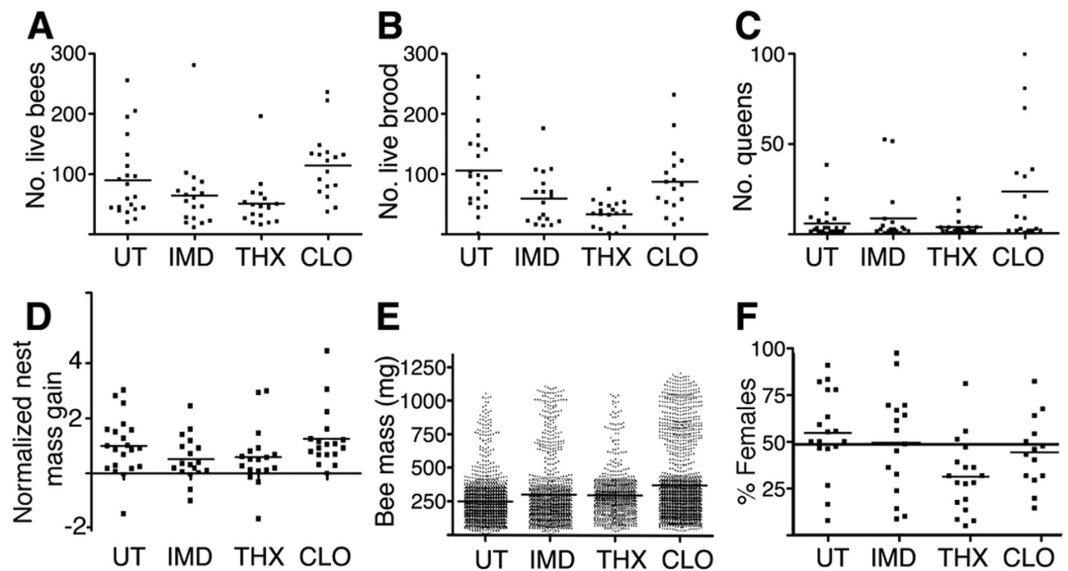 A
No. live bees
300
200
100
UT IMD THX CLO
B
No. live brood
300
200
100
UT IMD THX CLO
C
No. queens
100
50
UT IMD THX CLO
D
Normalized nest
mass gain
4
2
-2
UT IMD THX CLO
E
Bee mass (mg)
1250
1000
750
500
250
UT IMD THX CLO
F
% Females
100
75
50
25
UT IMD THX CLO